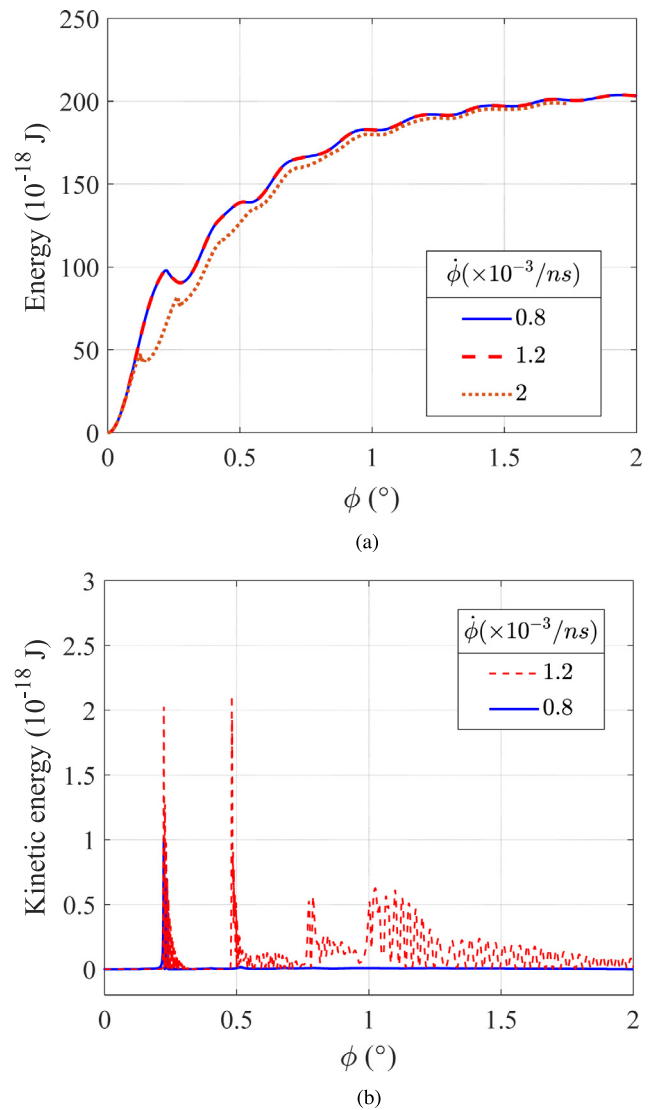 250
200
150
100
50
0
Energy (10-18 J)
0 0.5 1 1.5 2
ϕ (°)
ϕ̇(×10−3/ns)
0.8
1.2
2
(a)
3
2.5
2
1.5
1
0.5
0
Kinetic energy (10-18 J)
0 0.5 1 1.5 2
ϕ (°)
ϕ̇(×10−3/ns)
1.2
0.8
(b)